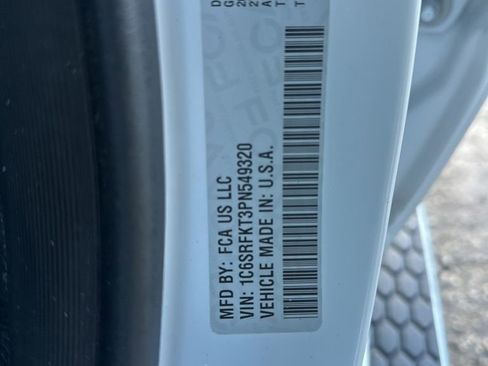 MFD BY: FCA US LLC
VIN: 1C6SRFKT3PN549320
VEHICLE MADE IN: U.S.A.